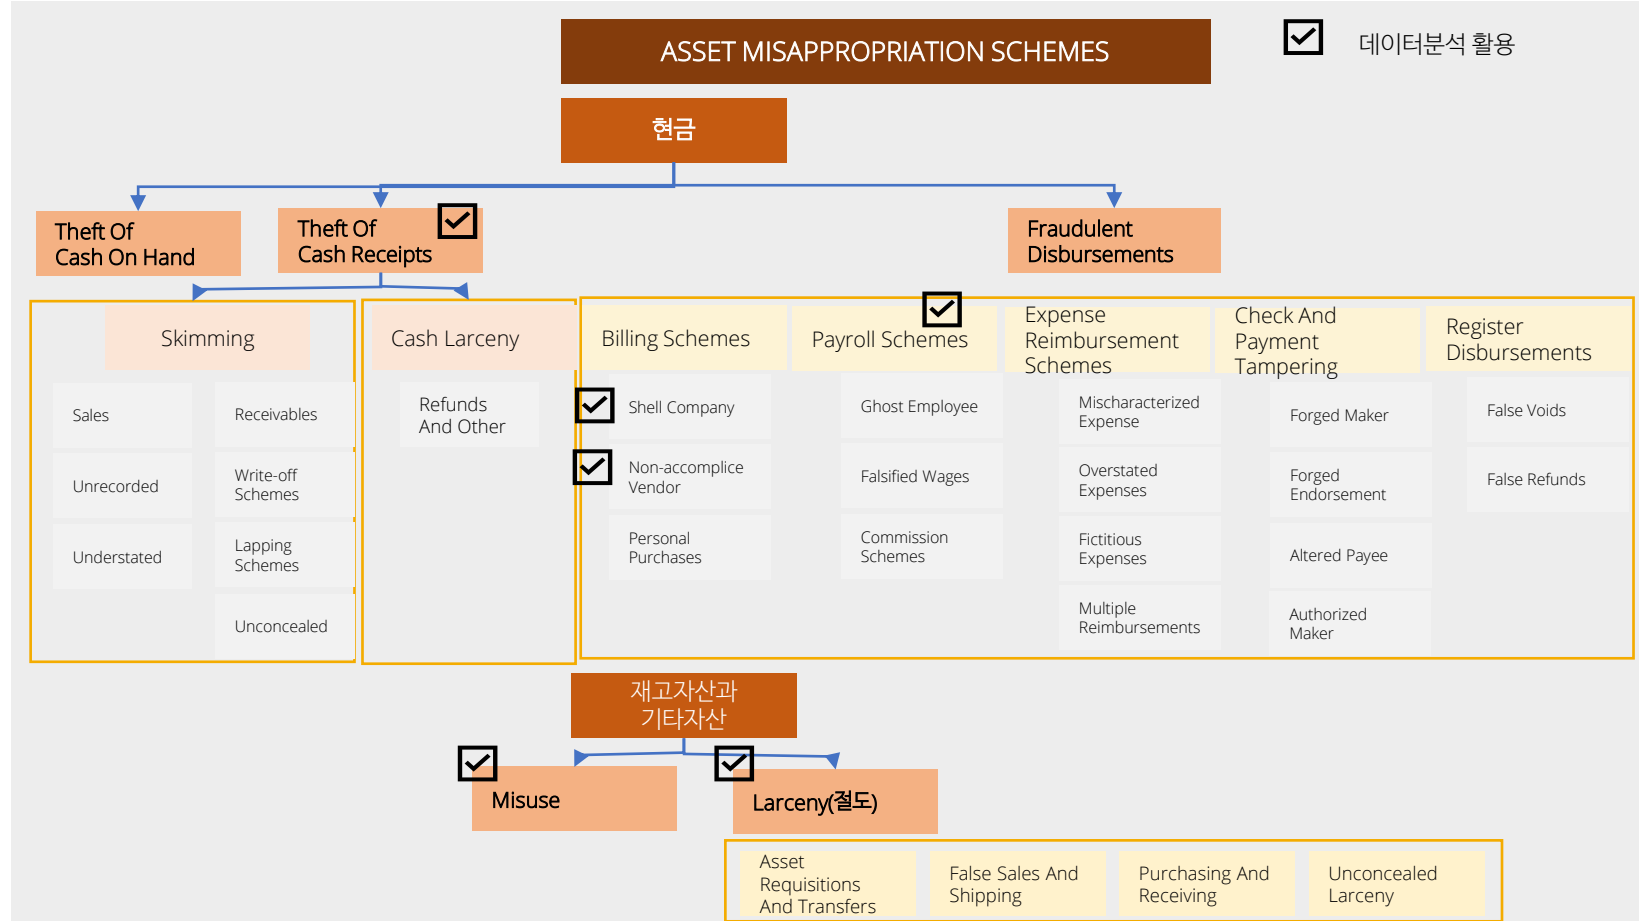 ASSET MISAPPROPRIATION SCHEMES
데이터분석 활용
현금
Theft Of
Cash On Hand
Theft Of
Cash Receipts
Fraudulent
Disbursements
Skimming
Cash Larceny
Billing Schemes
Payroll Schemes
Expense
Reimbursement
Schemes
Check And
Payment
Tampering
Register
Disbursements
Sales
Unrecorded
Understated
Receivables
Write-off
Schemes
Lapping
Schemes
Unconcealed
Refunds
And Other
Shell Company
Non-accomplice
Vendor
Personal
Purchases
Ghost Employee
Falsified Wages
Commission
Schemes
Mischaracterized
Expense
Overstated
Expenses
Fictitious
Expenses
Multiple
Reimbursements
Forged Maker
Forged
Endorsement
Altered Payee
Authorized
Maker
False Voids
False Refunds
재고자산과
기타자산
Misuse
Larceny(절도)
Asset
Requisitions
And Transfers
False Sales And
Shipping
Purchasing And
Receiving
Unconcealed
Larceny